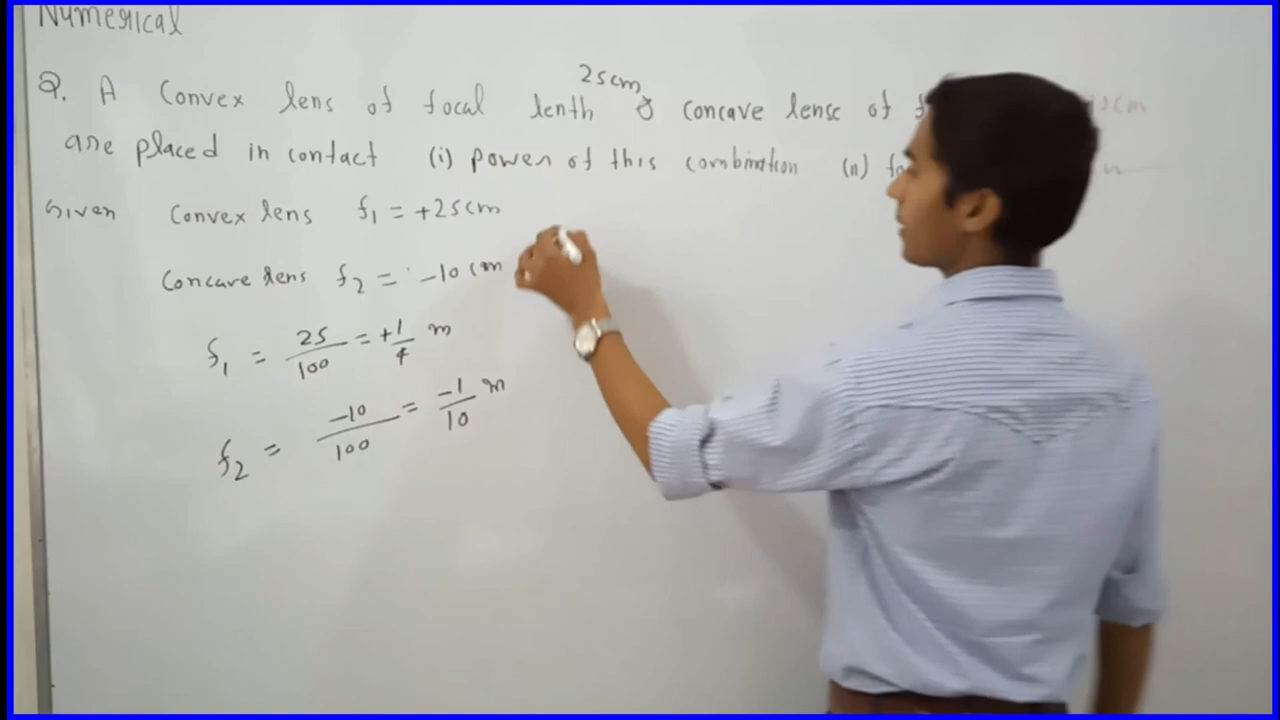 Numerical
Q. A Convex lens of focal lenth 25cm & concave lense of
are placed in contact (i) power of this combination (ii)
Given Convex lens f₁ = +25cm
Concave lens f₂ = -10 cm
f₁ = 25/100 = +1/4 m
f₂ = -10/100 = -1/10 m